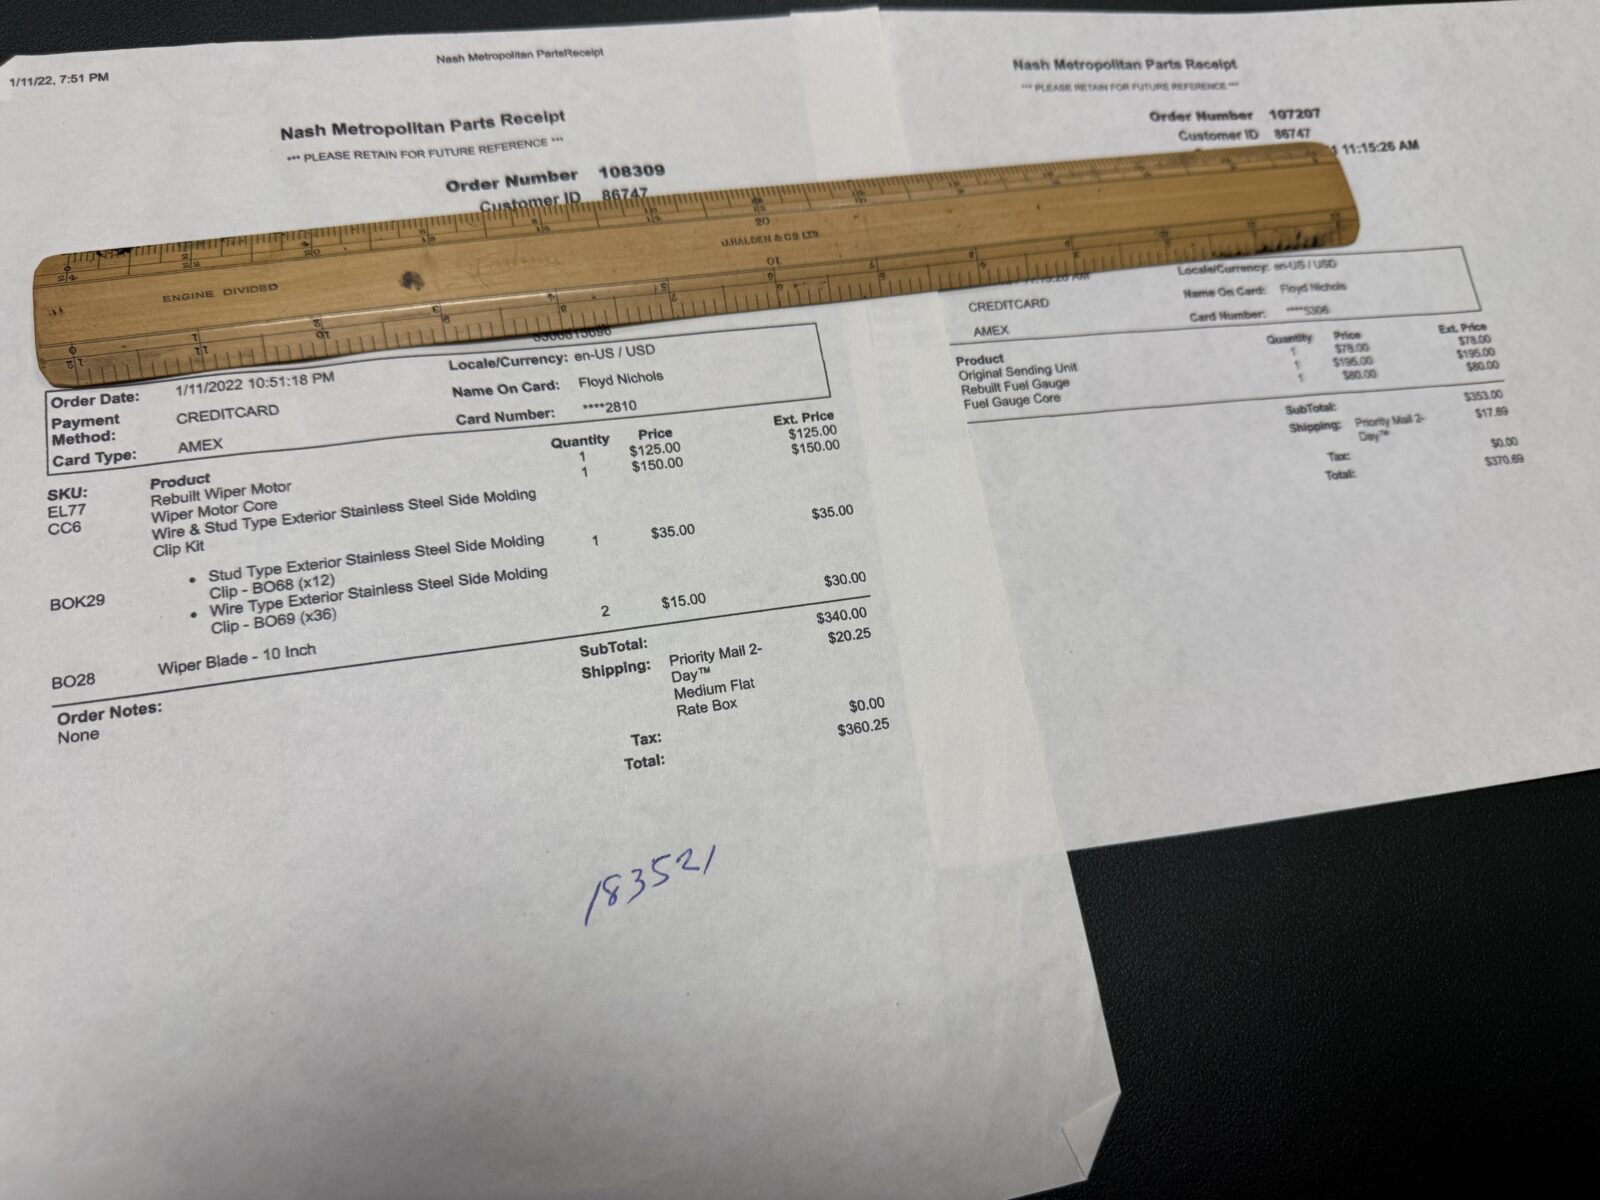 1/11/22, 7:51 PM
Nash Metropolitan PartsReceipt
Nash Metropolitan Parts Receipt
*** PLEASE RETAIN FOR FUTURE REFERENCE ***
Order Number 108309
Customer ID 86747
ENGINE DIVIDED
J.HALDEN & CO LTD
Order Date: 1/11/2022 10:51:18 PM
Locale/Currency: en-US / USD
Payment Method: CREDITCARD
Name On Card: Floyd Nichols
Card Type: AMEX
Card Number: ****2810
SKU: Product Quantity Price Ext. Price
EL77 Rebuilt Wiper Motor 1 $125.00 $125.00
CC6 Wiper Motor Core 1 $150.00 $150.00
Wire & Stud Type Exterior Stainless Steel Side Molding
Clip Kit
• Stud Type Exterior Stainless Steel Side Molding
Clip - BO68 (x12)
BOK29 1 $35.00 $35.00
• Wire Type Exterior Stainless Steel Side Molding
Clip - BO69 (x36)
BO28 Wiper Blade - 10 Inch 2 $15.00 $30.00
Order Notes:
None
SubTotal: $340.00
Shipping: Priority Mail 2-
Day™
Medium Flat
Rate Box
$20.25
Tax: $0.00
Total: $360.25
183521
Nash Metropolitan Parts Receipt
*** PLEASE RETAIN FOR FUTURE REFERENCE ***
Order Number 107207
Customer ID 86747
11:15:26 AM
Locale/Currency: en-US / USD
CREDITCARD
Name On Card: Floyd Nichols
AMEX
Card Number: ****5306
Product Quantity Price Ext. Price
Original Sending Unit 1 $78.00 $78.00
Rebuilt Fuel Gauge 1 $195.00 $195.00
Fuel Gauge Core 1 $80.00 $80.00
SubTotal: $353.00
Shipping: Priority Mail 2-
Day™
$17.69
Tax: $0.00
Total: $370.69